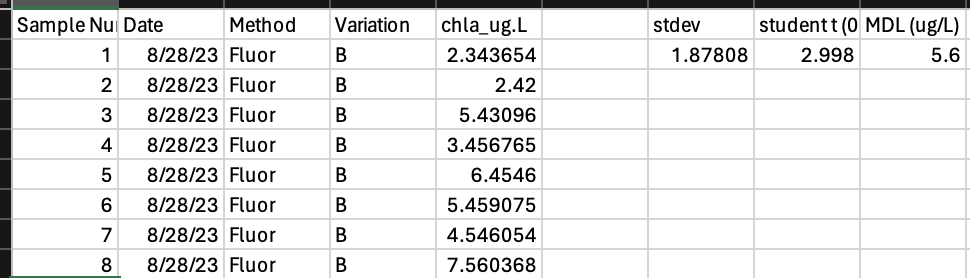 Sample Nu Date Method Variation chla_ug.L stdev student t (0 MDL (ug/L)
1 8/28/23 Fluor B 2.343654 1.87808 2.998 5.6
2 8/28/23 Fluor B 2.42
3 8/28/23 Fluor B 5.43096
4 8/28/23 Fluor B 3.456765
5 8/28/23 Fluor B 6.4546
6 8/28/23 Fluor B 5.459075
7 8/28/23 Fluor B 4.546054
8 8/28/23 Fluor B 7.560368